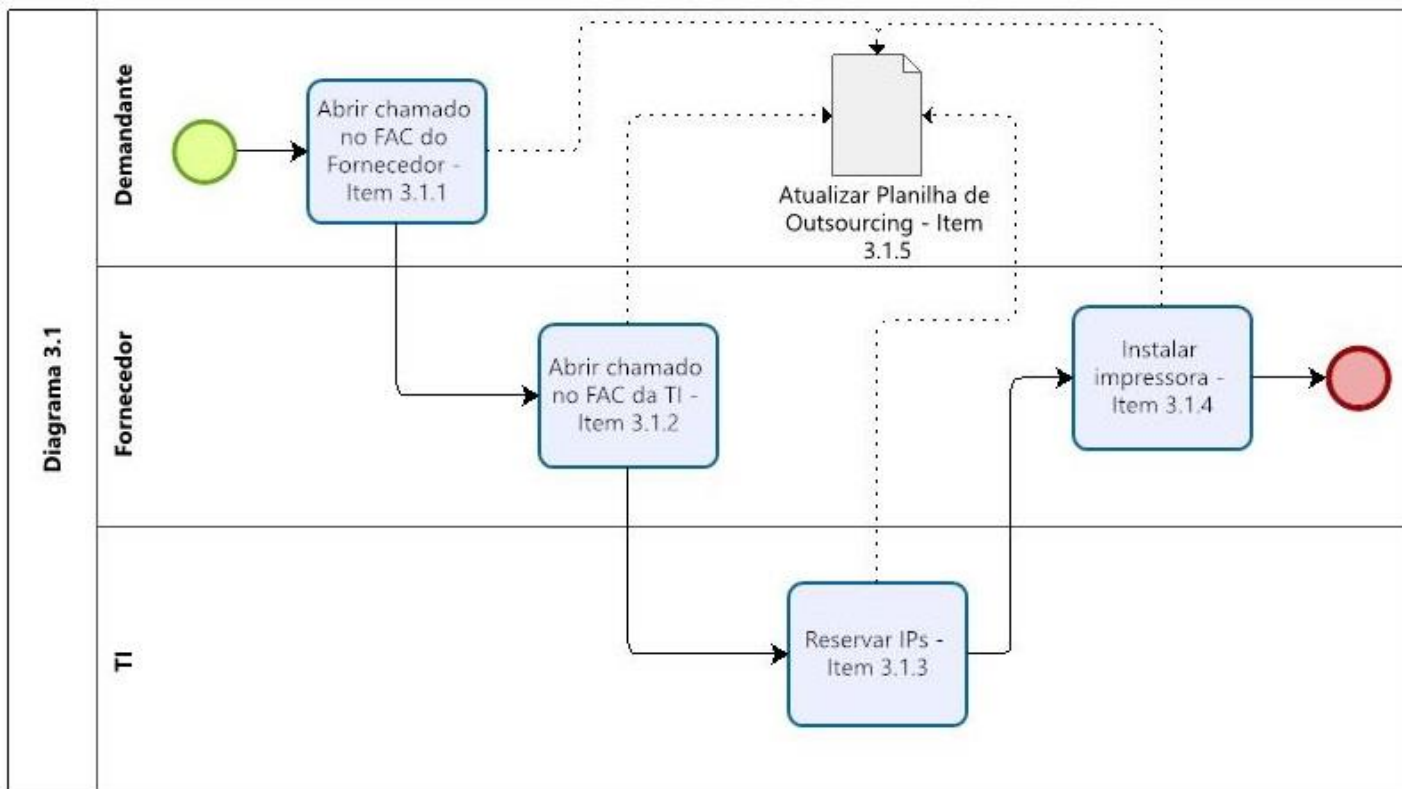 Diagrama 3.1
Demandante
Abrir chamado
no FAC do
Fornecedor -
Item 3.1.1
Atualizar Planilha de
Outsourcing - Item
3.1.5
Fornecedor
Abrir chamado
no FAC da TI -
Item 3.1.2
Instalar
impressora -
Item 3.1.4
TI
Reservar IPs -
Item 3.1.3